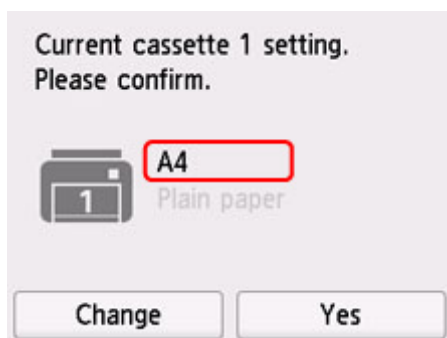 Current cassette 1 setting.
Please confirm.
A4
1
Plain paper
Change
Yes